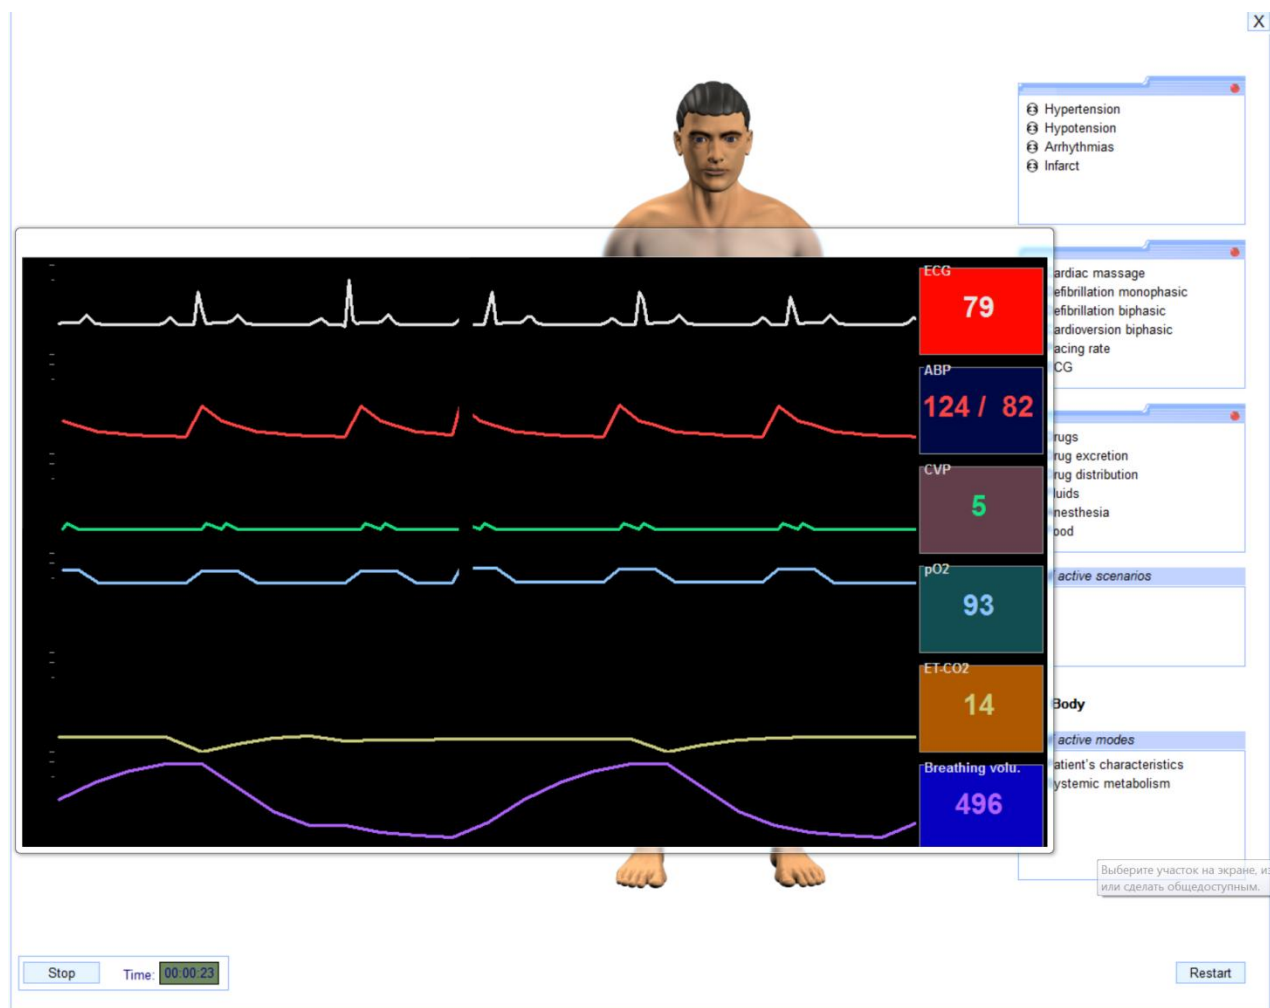 X
Hypertension
Hypotension
Arrhythmias
Infarct
ardiac massage
efibrillation monophasic
efibrillation biphasic
ardioversion biphasic
acing rate
CG
rugs
rug excretion
rug distribution
luids
nesthesia
ood
active scenarios
Body
active modes
atient's characteristics
ystemic metabolism
ECG
79
ABP
124 / 82
CVP
5
pO2
93
ET-CO2
14
Breathing volu.
496
Выберите участок на экране, из
или сделать общедоступным.
Stop
Time: 00:00:23
Restart